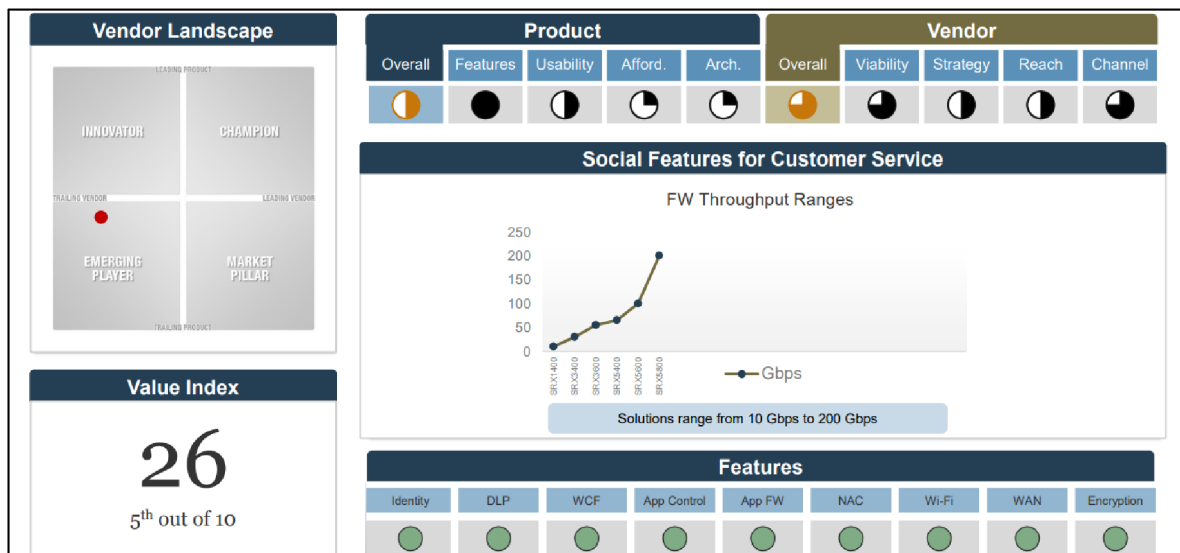 Vendor Landscape
LEADING PRODUCT
INNOVATOR
CHAMPION
TRAILING VENDOR
LEADING VENDOR
EMERGING
PLAYER
MARKET
PILLAR
TRAILING PRODUCT
Value Index
26
5th out of 10
Product
Vendor
Overall
Features
Usability
Afford.
Arch.
Overall
Viability
Strategy
Reach
Channel
Social Features for Customer Service
FW Throughput Ranges
250
200
150
100
50
0
SRX1400
SRX3400
SRX3600
SRX5400
SRX5600
SRX5800
Gbps
Solutions range from 10 Gbps to 200 Gbps
Features
Identity
DLP
WCF
App Control
App FW
NAC
Wi-Fi
WAN
Encryption